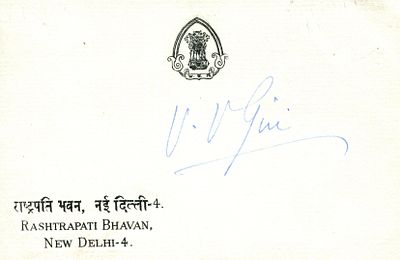 V. V Giri
राष्ट्रपति भवन, नई दिल्ली-4.
RASHTRAPATI BHAVAN,
NEW DELHI-4.